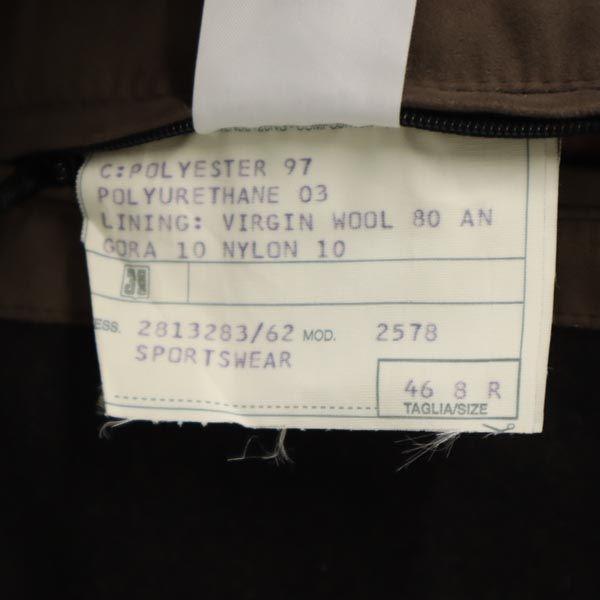 C:POLYESTER 97
POLYURETHANE 03
LINING: VIRGIN WOOL 80 AN
GORA 10 NYLON 10
ESS. 2813283/62 MOD. 2578
SPORTSWEAR
46 8 R
TAGLIA/SIZE